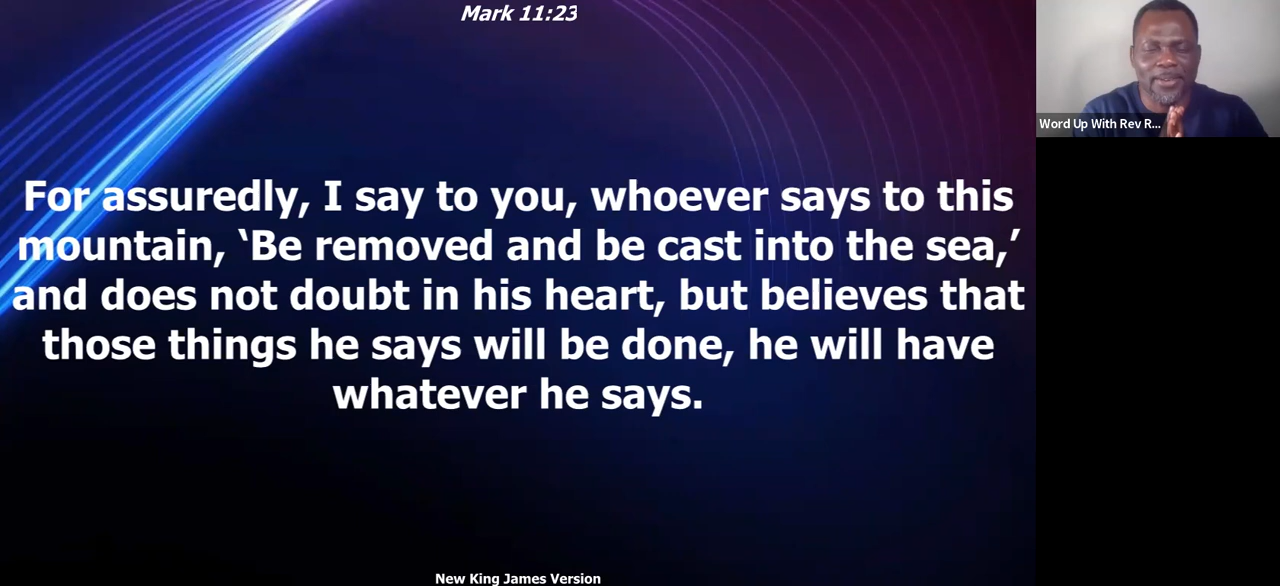 Mark 11:23
Word Up With Rev R...
For assuredly, I say to you, whoever says to this
mountain, ‘Be removed and be cast into the sea,’
and does not doubt in his heart, but believes that
those things he says will be done, he will have
whatever he says.
New King James Version